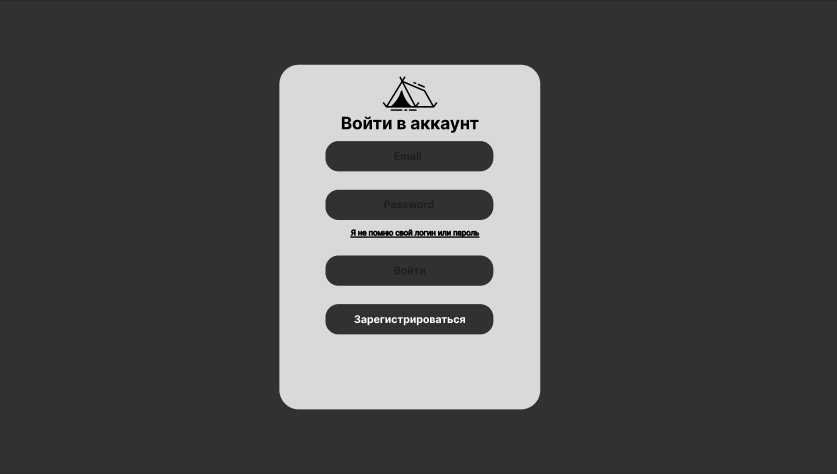 Войти в аккаунт
Email
Password
Я не помню свой логин или пароль
Войти
Зарегистрироваться